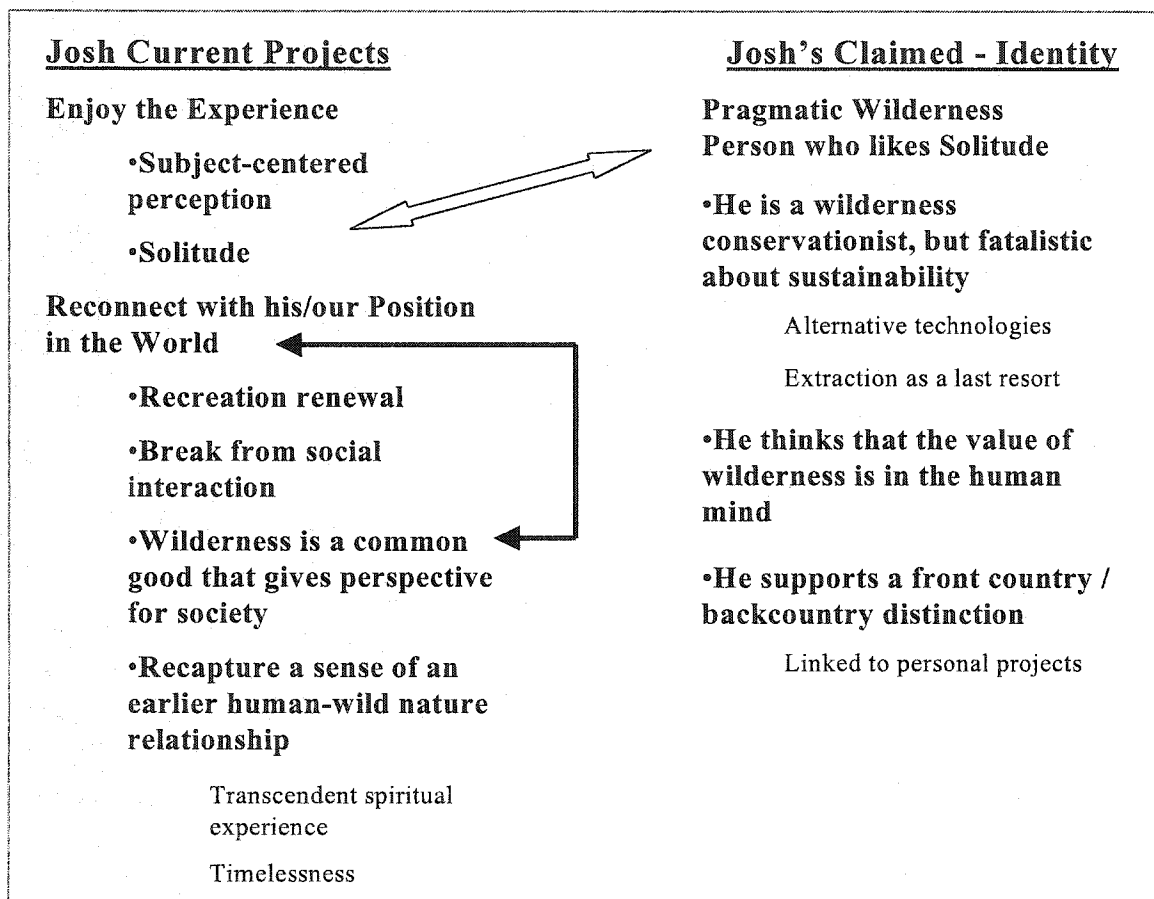 Josh Current Projects
Enjoy the Experience
•Subject-centered
perception
•Solitude
Reconnect with his/our Position
in the World
•Recreation renewal
•Break from social
interaction
•Wilderness is a common
good that gives perspective
for society
•Recapture a sense of an
earlier human-wild nature
relationship
Transcendent spiritual
experience
Timelessness
Josh's Claimed - Identity
Pragmatic Wilderness
Person who likes Solitude
•He is a wilderness
conservationist, but fatalistic
about sustainability
Alternative technologies
Extraction as a last resort
•He thinks that the value of
wilderness is in the human
mind
•He supports a front country /
backcountry distinction
Linked to personal projects